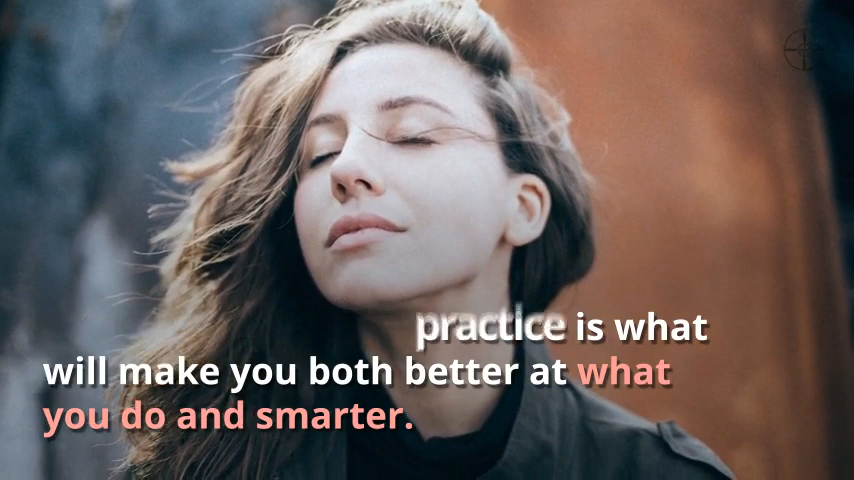 practice is what
will make you both better at what
you do and smarter.